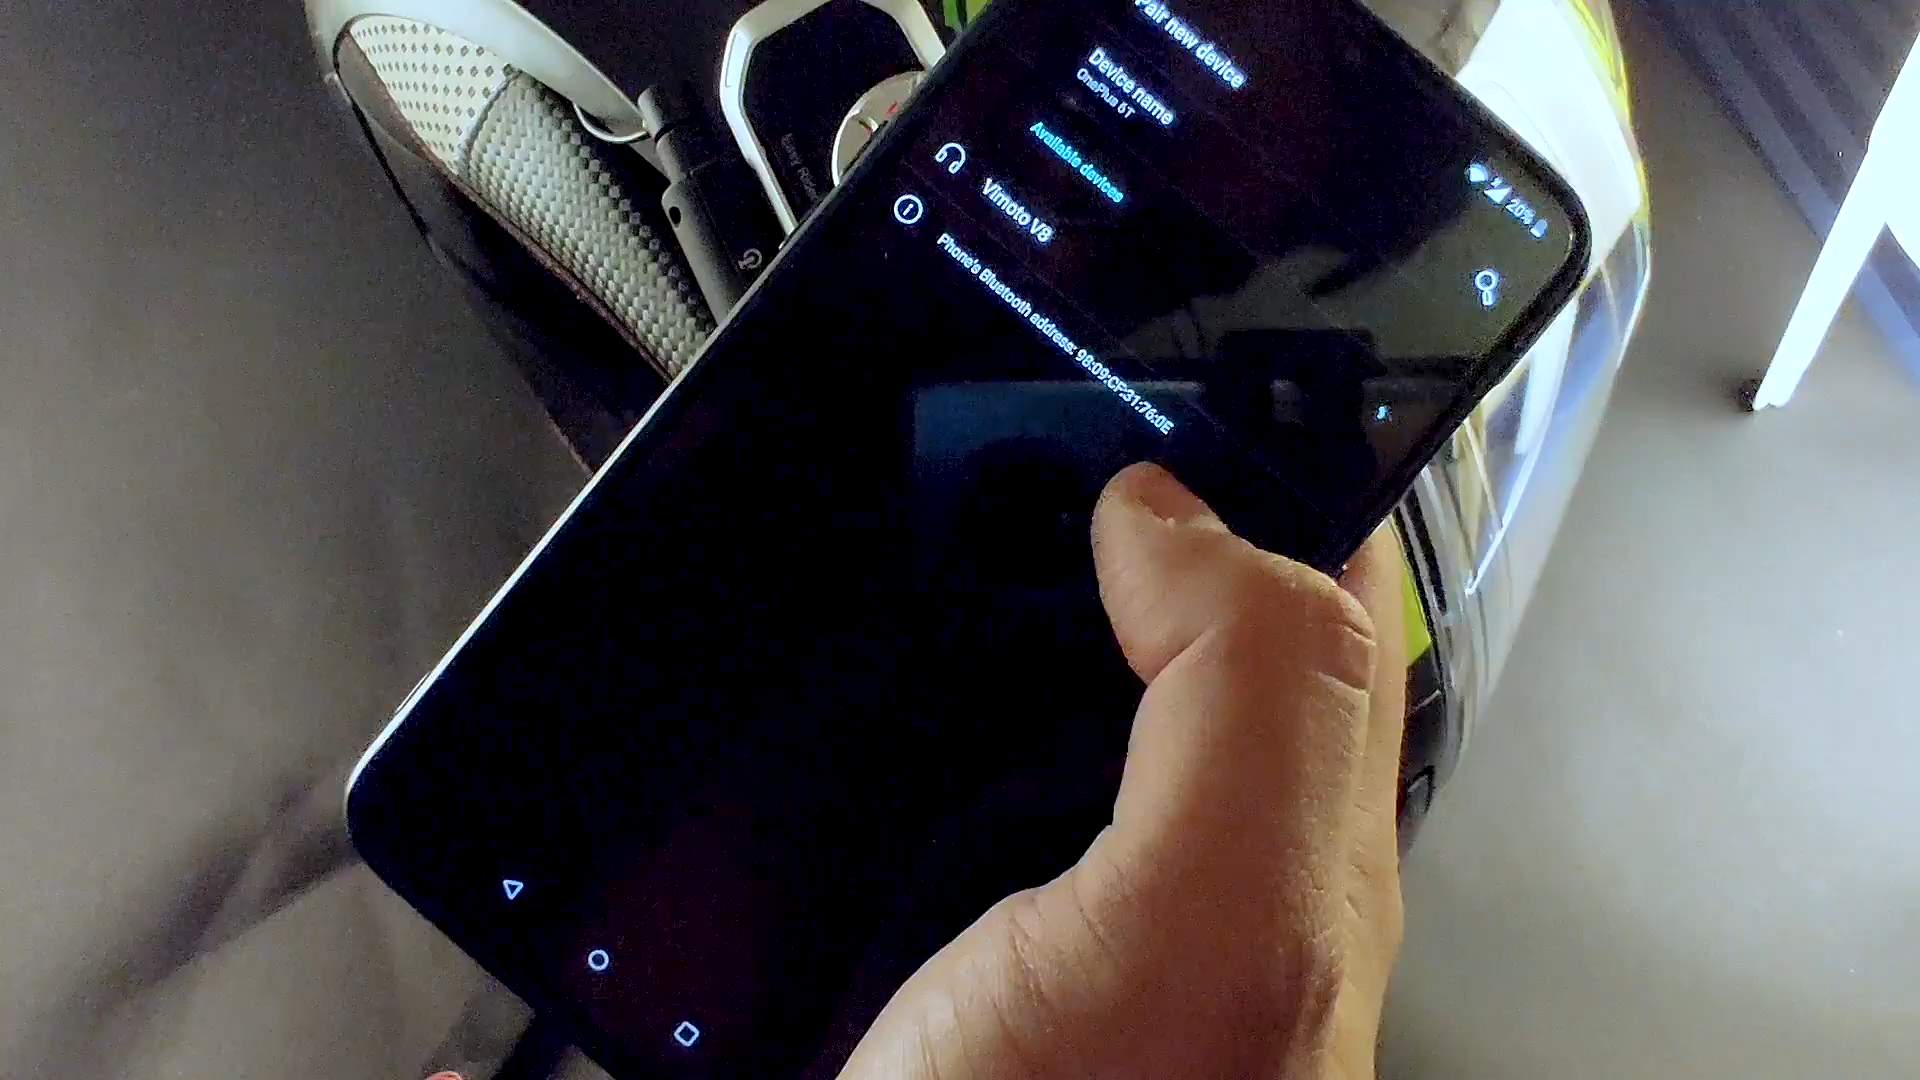 20%
Pair new device
Device name
OnePlus 6T
Available devices
Vimoto V8
Phone's Bluetooth address: 98:09:CF:31:76:0E